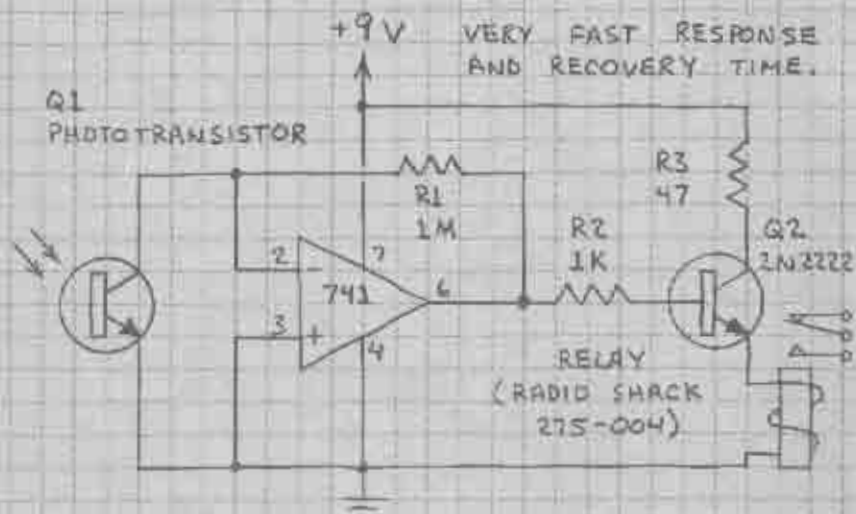 +9V
VERY FAST RESPONSE
AND RECOVERY TIME.
Q1
PHOTOTRANSISTOR
R1
1M
R3
47
R2
1K
Q2
2N2222
2
-
7
741
6
3
+
4
RELAY
(RADIO SHACK
275-004)